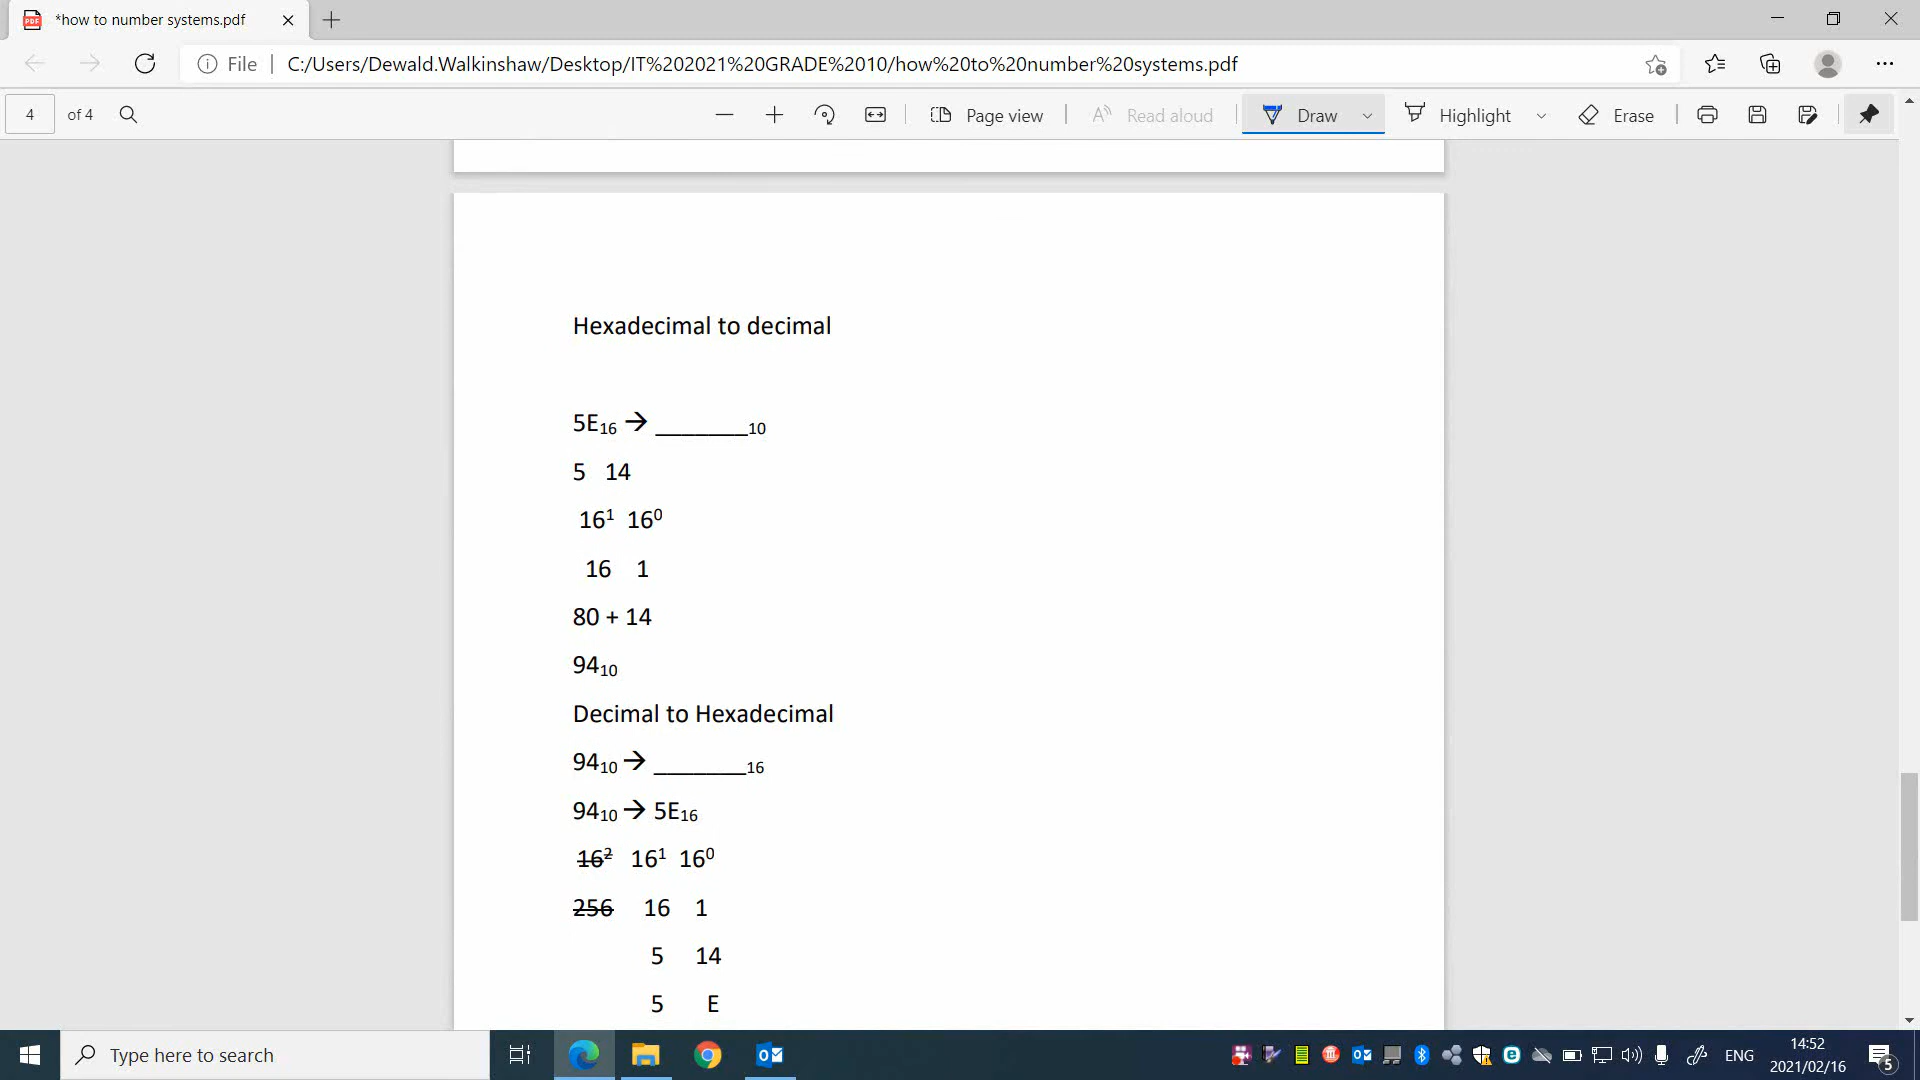 *how to number systems.pdf
File C:/Users/Dewald.Walkinshaw/Desktop/IT%202021%20GRADE%2010/how%20to%20number%20systems.pdf
4 of 4 Page view Read aloud Draw Highlight Erase
Hexadecimal to decimal
5E₁₆ → _______₁₀
5 14
16¹ 16⁰
16 1
80 + 14
94₁₀
Decimal to Hexadecimal
94₁₀ → _______₁₆
94₁₀ → 5E₁₆
16² 16¹ 16⁰
256 16 1
5 14
5 E
Type here to search
ENG
14:52
2021/02/16
5